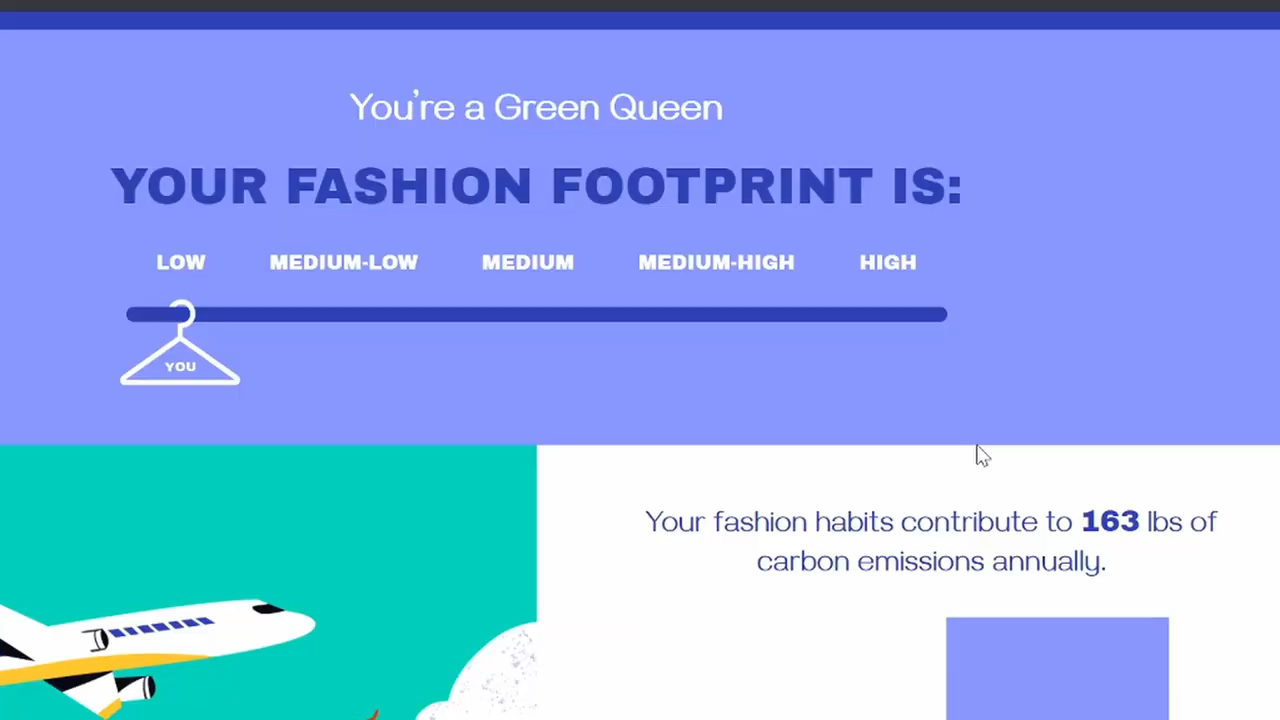 You're a Green Queen
YOUR FASHION FOOTPRINT IS:
LOW MEDIUM-LOW MEDIUM MEDIUM-HIGH HIGH
YOU
Your fashion habits contribute to 163 lbs of
carbon emissions annually.